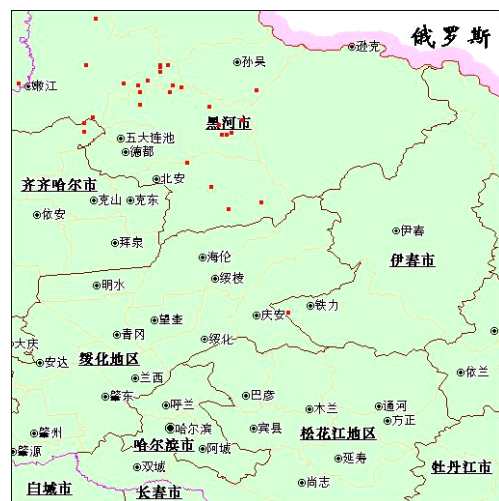 俄罗斯
逊克
孙吴
嫩江
黑河市
五大连池
德都
北安
齐齐哈尔市
克山
克东
依安
拜泉
伊春
伊春市
海伦
绥棱
明水
铁力
庆安
望奎
青冈
绥化
大庆
绥化地区
安达
依兰
兰西
肇东
巴彦
呼兰
木兰
通河
方正
哈尔滨
宾县
松花江地区
肇州
哈尔滨市
阿城
肇源
延寿
双城
牡丹江市
尚志
白城市
长春市